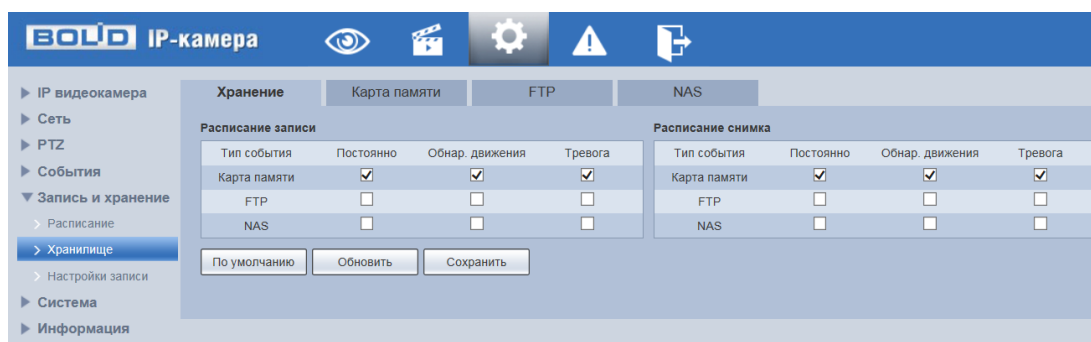 BOLID IP-камера
IP видеокамера
Сеть
PTZ
События
Запись и хранение
Расписание
Хранилище
Настройки записи
Система
Информация
Хранение Карта памяти FTP NAS
Расписание записи
Тип события Постоянно Обнар. движения Тревога
Карта памяти
FTP
NAS
Расписание снимка
Тип события Постоянно Обнар. движения Тревога
Карта памяти
FTP
NAS
По умолчанию Обновить Сохранить